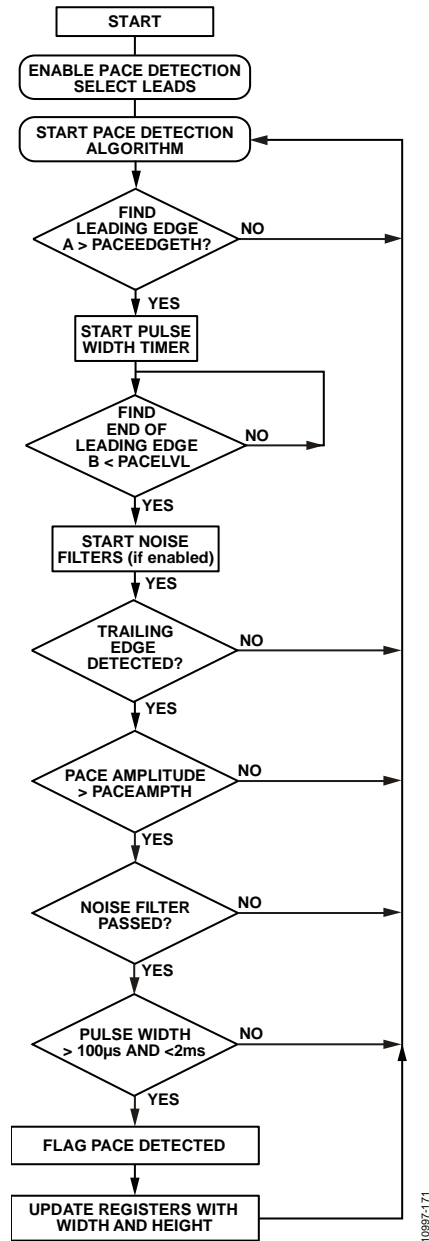 START
ENABLE PACE DETECTION
SELECT LEADS
START PACE DETECTION
ALGORITHM
FIND
LEADING EDGE
A > PACEEDGETH?
NO
YES
START PULSE
WIDTH TIMER
FIND
END OF
LEADING EDGE
B < PACELVL
NO
YES
START NOISE
FILTERS (if enabled)
YES
TRAILING
EDGE
DETECTED?
NO
YES
PACE AMPLITUDE
> PACEAMPTH
NO
YES
NOISE FILTER
PASSED?
NO
YES
PULSE WIDTH
> 100µs AND <2ms
NO
YES
FLAG PACE DETECTED
UPDATE REGISTERS WITH
WIDTH AND HEIGHT
10997-171